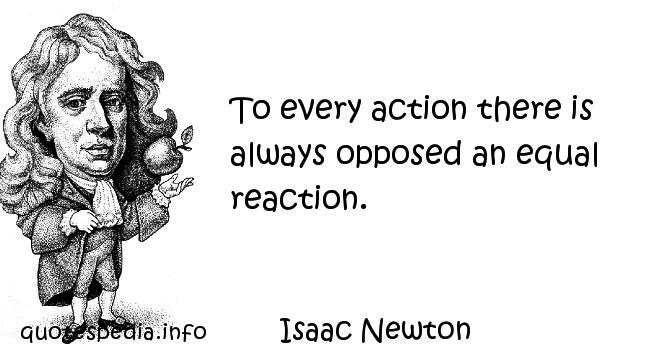 To every action there is
always opposed an equal
reaction.
quotespedia.info
Isaac Newton